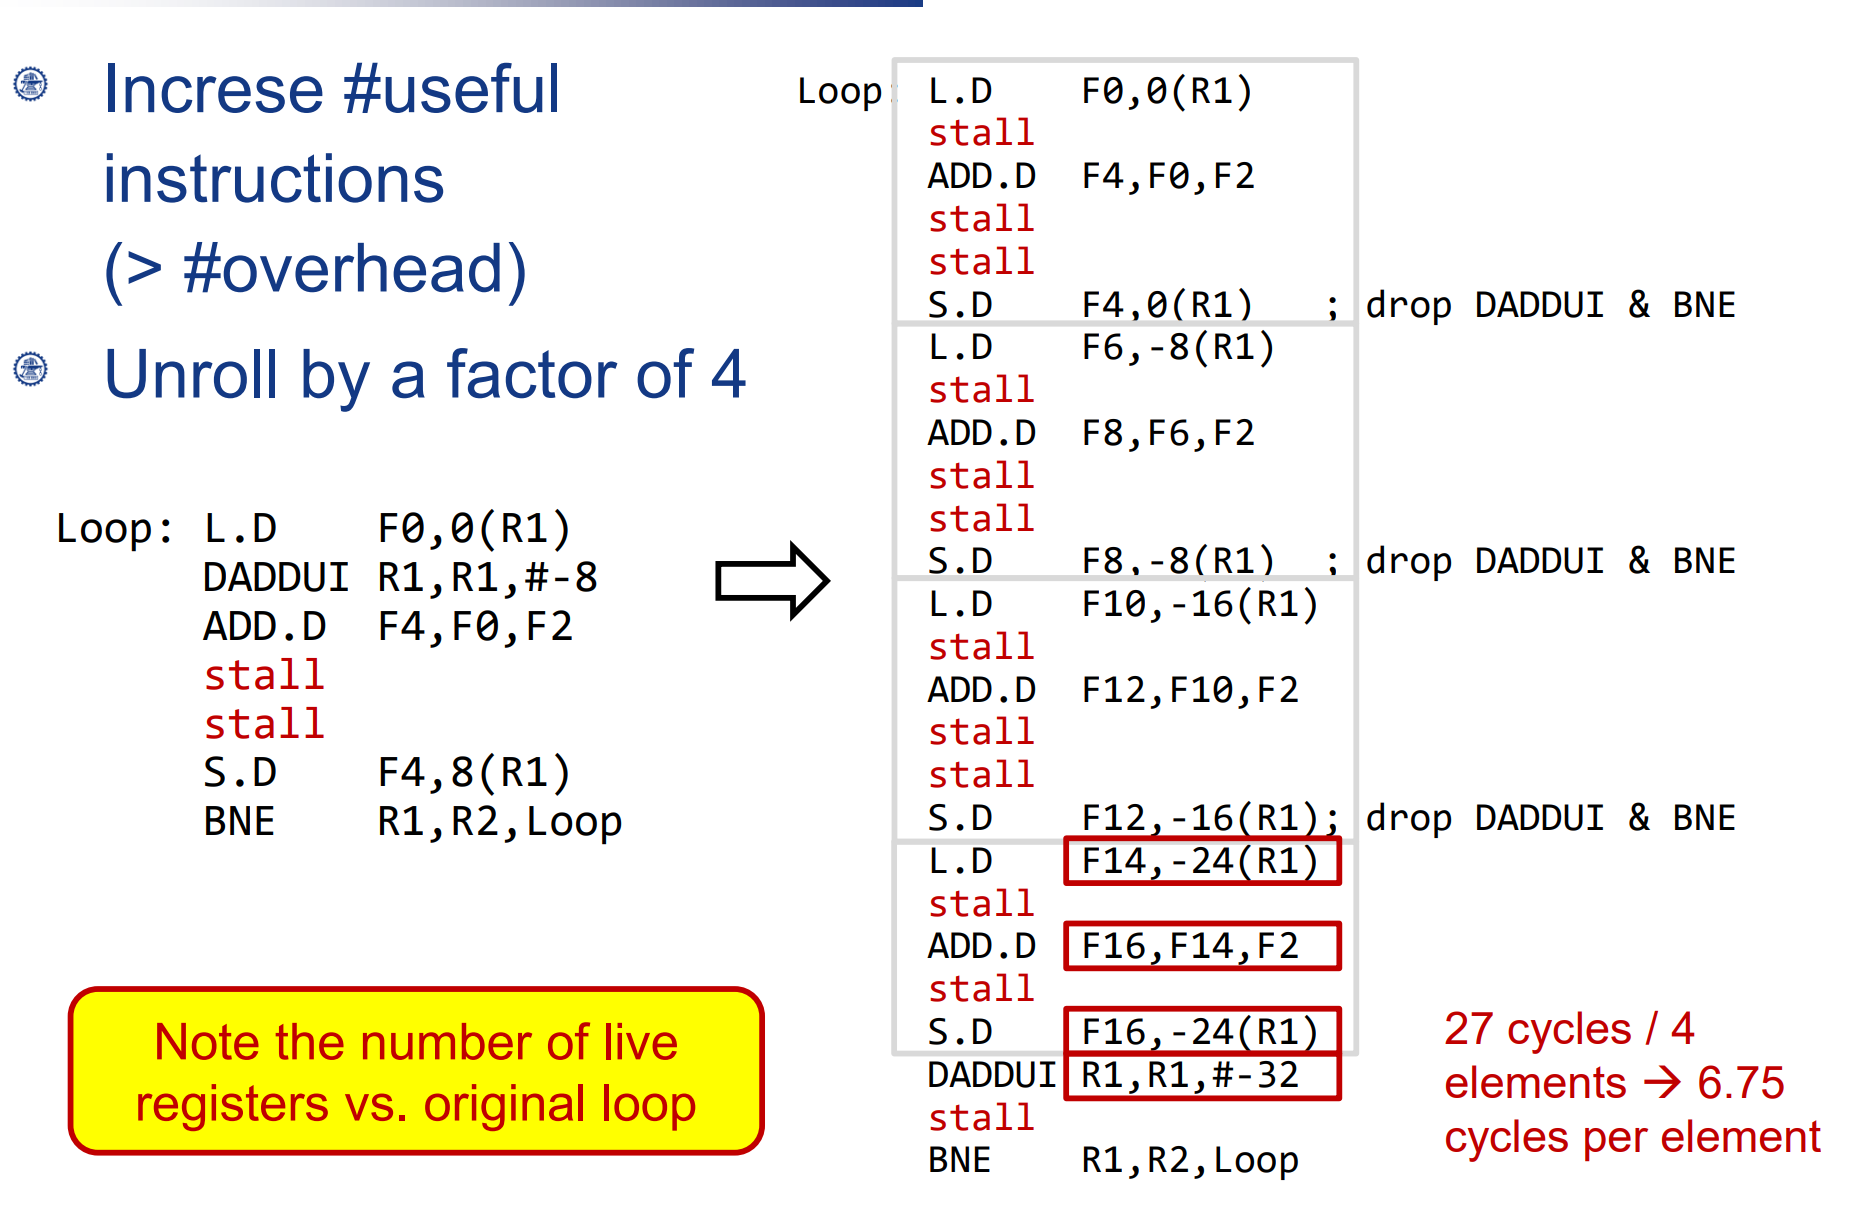 Increse #useful
instructions
(> #overhead)
Unroll by a factor of 4
Loop: L.D F0,0(R1)
DADDUI R1,R1,#-8
ADD.D F4,F0,F2
stall
stall
S.D F4,8(R1)
BNE R1,R2,Loop
Note the number of live
registers vs. original loop
Loop: L.D F0,0(R1)
stall
ADD.D F4,F0,F2
stall
stall
S.D F4,0(R1) ; drop DADDUI & BNE
L.D F6,-8(R1)
stall
ADD.D F8,F6,F2
stall
stall
S.D F8,-8(R1) ; drop DADDUI & BNE
L.D F10,-16(R1)
stall
ADD.D F12,F10,F2
stall
stall
S.D F12,-16(R1); drop DADDUI & BNE
L.D F14,-24(R1)
stall
ADD.D F16,F14,F2
stall
S.D F16,-24(R1)
DADDUI R1,R1,#-32
stall
BNE R1,R2,Loop
27 cycles / 4
elements → 6.75
cycles per element